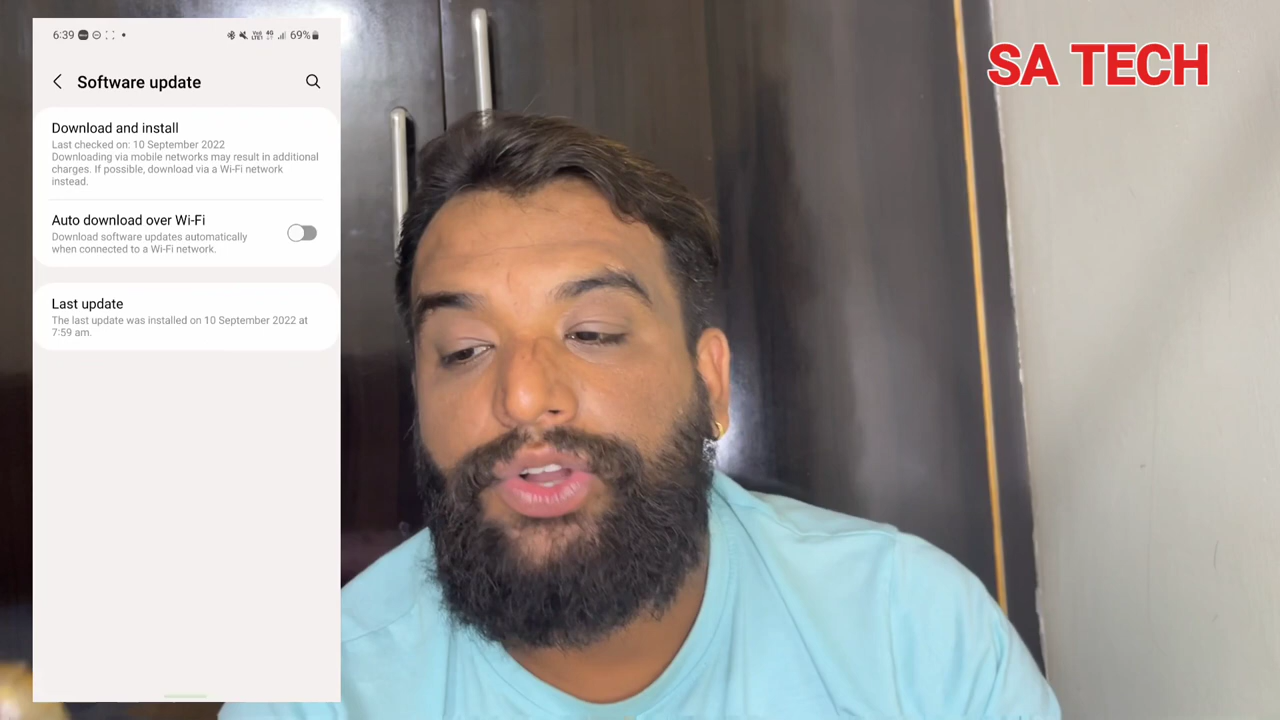 6:39
VoI)
LTE1
4G
69%
Software update
Download and install
Last checked on: 10 September 2022
Downloading via mobile networks may result in additional
charges. If possible, download via a Wi-Fi network
instead.
Auto download over Wi-Fi
Download software updates automatically
when connected to a Wi-Fi network.
Last update
The last update was installed on 10 September 2022 at
7:59 am.
SA TECH